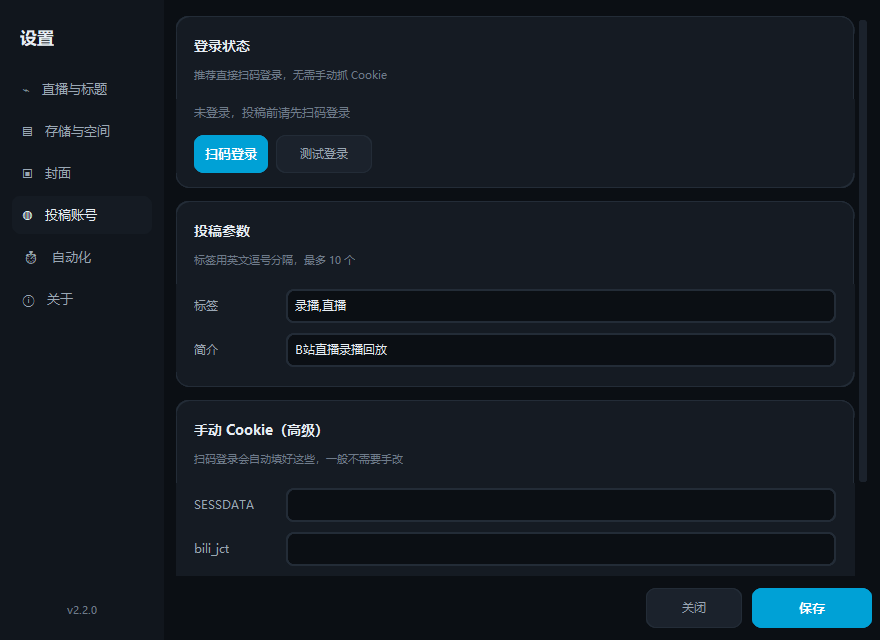 设置
直播与标题
存储与空间
封面
投稿账号
自动化
关于
v2.2.0
登录状态
推荐直接扫码登录，无需手动抓 Cookie
未登录，投稿前请先扫码登录
扫码登录
测试登录
投稿参数
标签用英文逗号分隔，最多 10 个
标签
录播,直播
简介
B站直播录播回放
手动 Cookie（高级）
扫码登录会自动填好这些，一般不需要手改
SESSDATA
bili_jct
关闭
保存